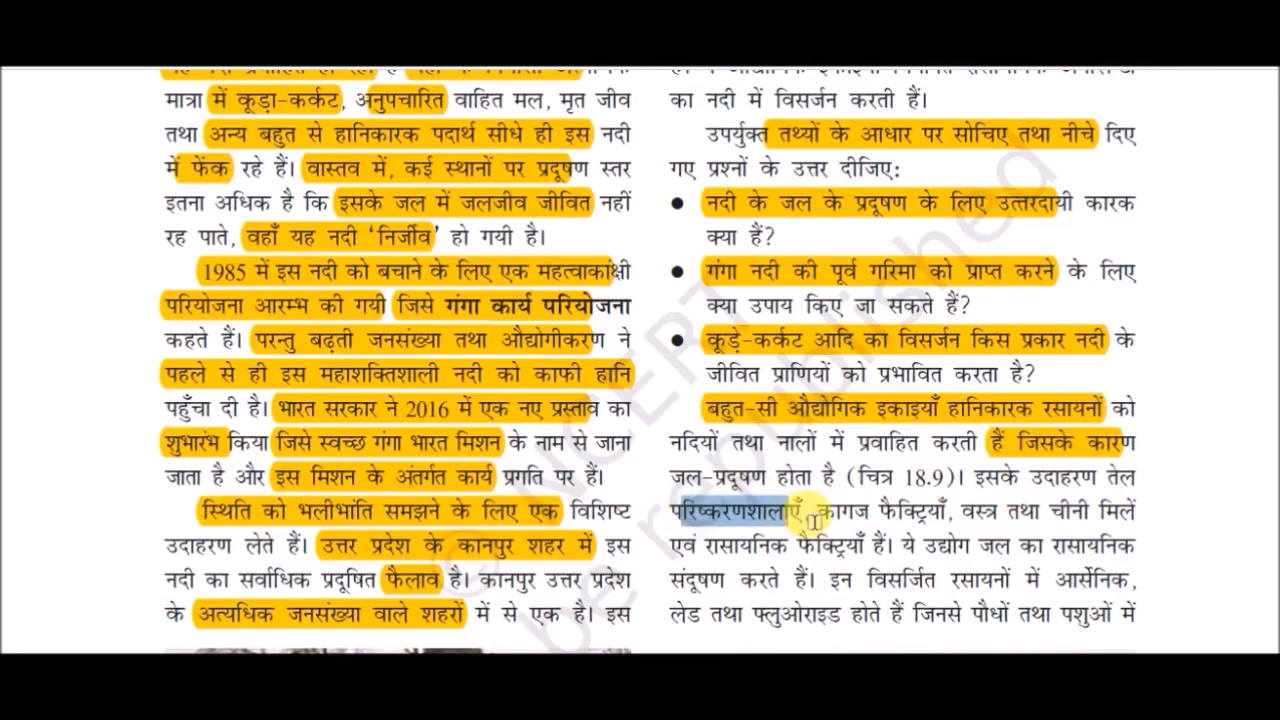 मात्रा में कूड़ा-कर्कट, अनुपचारित वाहित मल, मृत जीव
तथा अन्य बहुत से हानिकारक पदार्थ सीधे ही इस नदी
में फेंक रहे हैं। वास्तव में, कई स्थानों पर प्रदूषण स्तर
इतना अधिक है कि इसके जल में जलजीव जीवित नहीं
रह पाते, वहाँ यह नदी ‘निर्जीव’ हो गयी है।
1985 में इस नदी को बचाने के लिए एक महत्वाकांक्षी
परियोजना आरम्भ की गयी जिसे गंगा कार्य परियोजना
कहते हैं। परन्तु बढ़ती जनसंख्या तथा औद्योगीकरण ने
पहले से ही इस महाशक्तिशाली नदी को काफी हानि
पहुँचा दी है। भारत सरकार ने 2016 में एक नए प्रस्ताव का
शुभारंभ किया जिसे स्वच्छ गंगा भारत मिशन के नाम से जाना
जाता है और इस मिशन के अंतर्गत कार्य प्रगति पर हैं।
स्थिति को भलीभांति समझने के लिए एक विशिष्ट
उदाहरण लेते हैं। उत्तर प्रदेश के कानपुर शहर में इस
नदी का सर्वाधिक प्रदूषित फैलाव है। कानपुर उत्तर प्रदेश
के अत्यधिक जनसंख्या वाले शहरों में से एक है। इस
का नदी में विसर्जन करती हैं।
उपर्युक्त तथ्यों के आधार पर सोचिए तथा नीचे दिए
गए प्रश्नों के उत्तर दीजिए:
● नदी के जल के प्रदूषण के लिए उत्तरदायी कारक
क्या हैं?
● गंगा नदी की पूर्व गरिमा को प्राप्त करने के लिए
क्या उपाय किए जा सकते हैं?
● कूड़े-कर्कट आदि का विसर्जन किस प्रकार नदी के
जीवित प्राणियों को प्रभावित करता है?
बहुत-सी औद्योगिक इकाइयाँ हानिकारक रसायनों को
नदियों तथा नालों में प्रवाहित करती हैं जिसके कारण
जल-प्रदूषण होता है (चित्र 18.9)। इसके उदाहरण तेल
परिष्करणशालाएँ, कागज फैक्ट्रियाँ, वस्त्र तथा चीनी मिलें
एवं रासायनिक फैक्ट्रियाँ हैं। ये उद्योग जल का रासायनिक
संदूषण करते हैं। इन विसर्जित रसायनों में आर्सेनिक,
लेड तथा फ्लुओराइड होते हैं जिनसे पौधों तथा पशुओं में
© NCERT
be republished